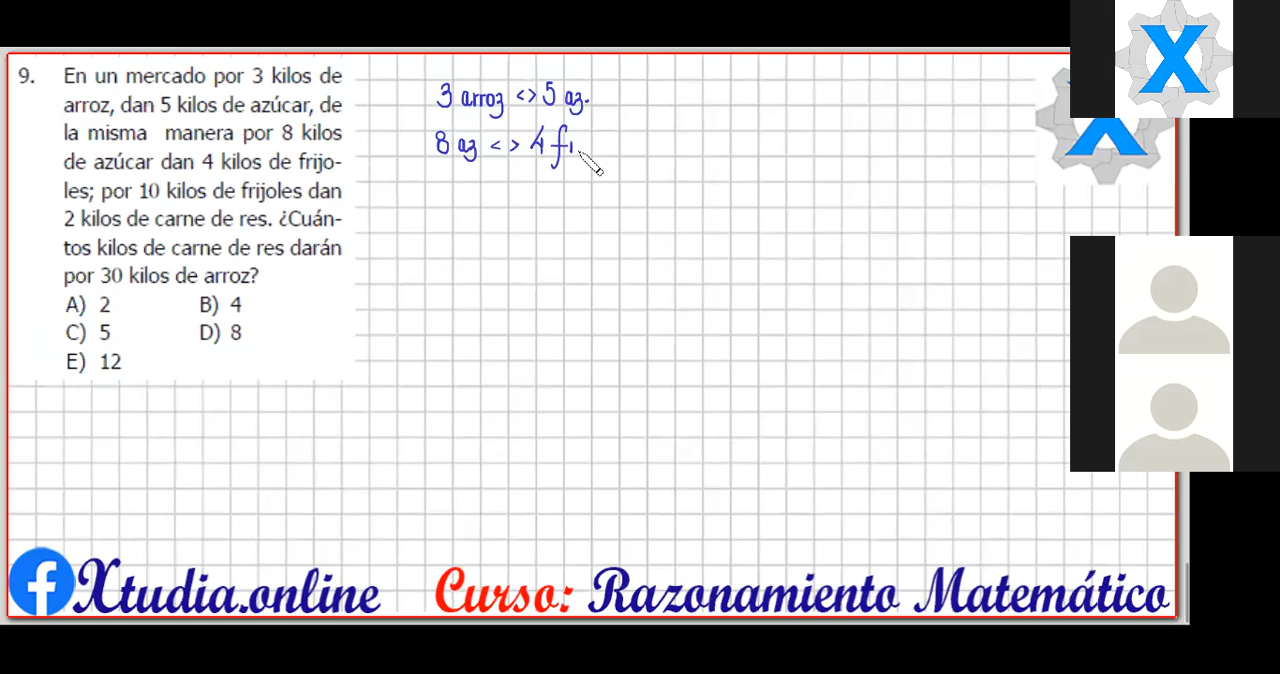 9. En un mercado por 3 kilos de
arroz, dan 5 kilos de azúcar, de
la misma manera por 8 kilos
de azúcar dan 4 kilos de frijo-
les; por 10 kilos de frijoles dan
2 kilos de carne de res. ¿Cuán-
tos kilos de carne de res darán
por 30 kilos de arroz?
A) 2 B) 4
C) 5 D) 8
E) 12
3 arroz <> 5 az.
8 az <> 4 fı
X
X
f Xtudia.online Curso: Razonamiento Matemático